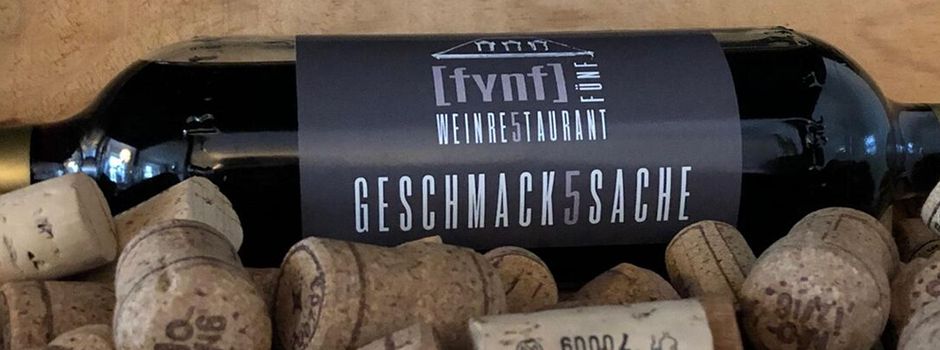 [fynf]
FÜNF
WEINRE5TAURANT
GESCHMACK5SACHE